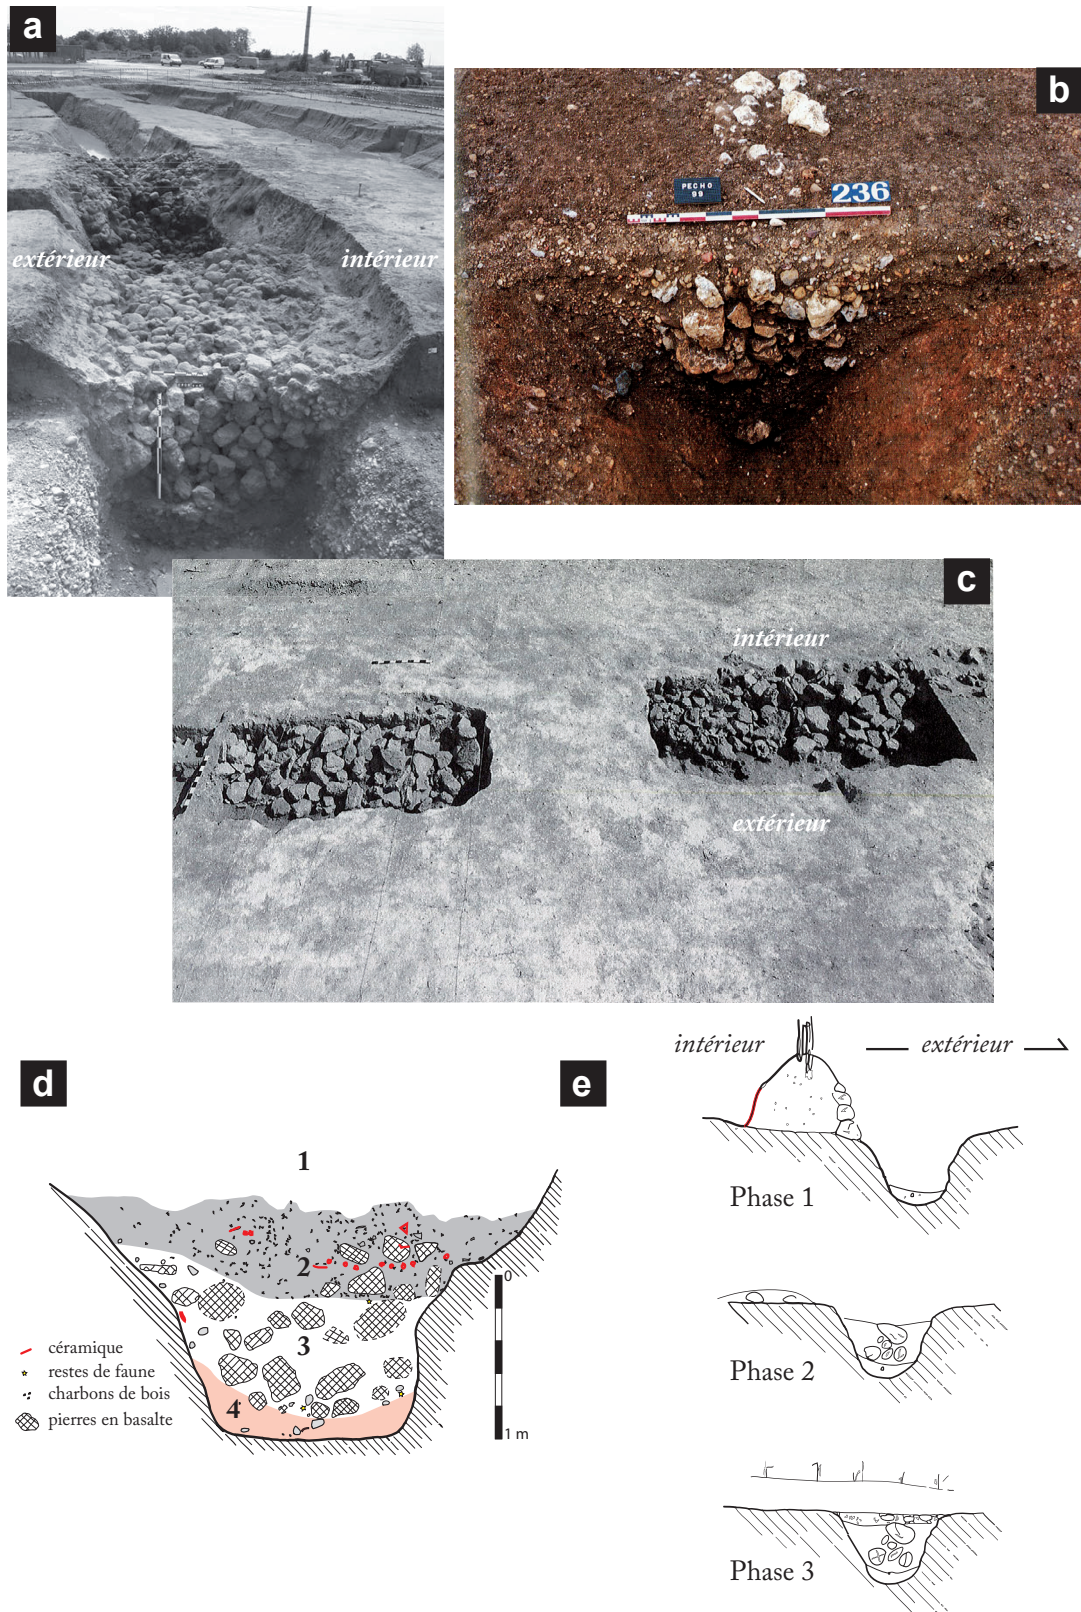 a
extérieur
intérieur
b
PECHO
99
236
c
intérieur
extérieur
d
1
2
3
4
céramique
restes de faune
charbons de bois
pierres en basalte
0
1 m
e
intérieur
extérieur
Phase 1
Phase 2
Phase 3